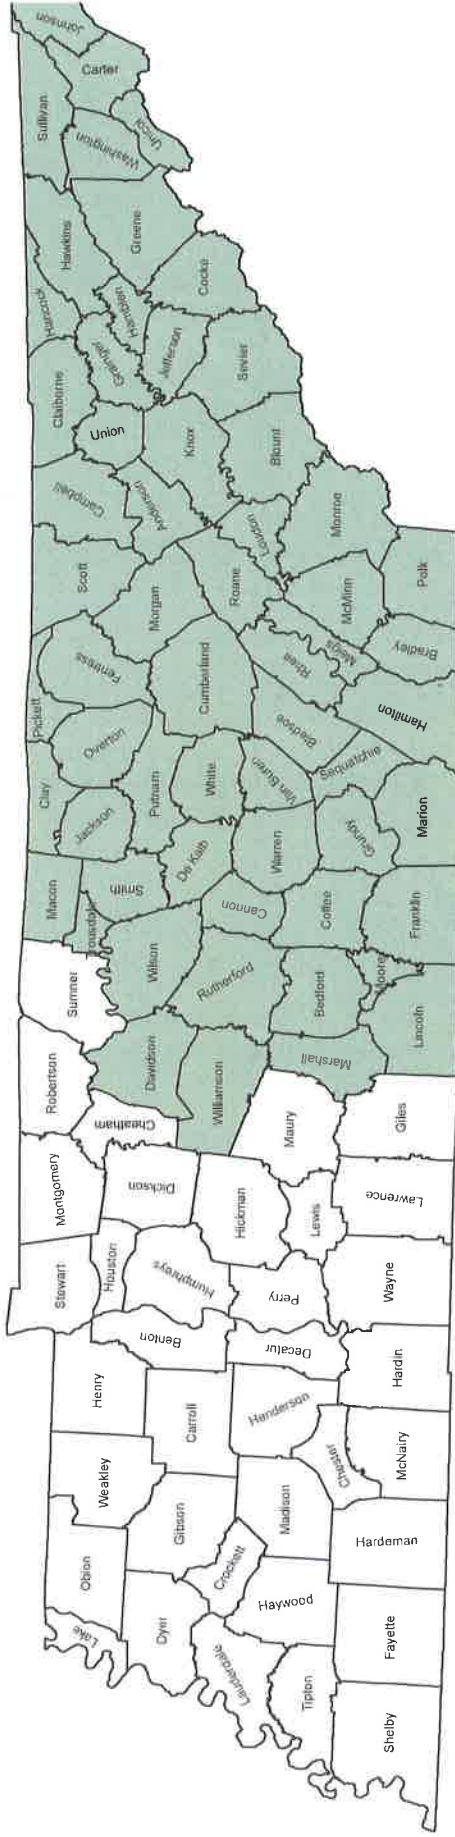 Johnson
Carter
Sullivan
Unicoi
Washington
Greene
Hawkins
Cocke
Hancock
Hamblen
Jefferson
Grainger
Sevier
Claiborne
Union
Knox
Blount
Campbell
Anderson
Loudon
Monroe
Scott
Morgan
Roane
McMinn
Polk
Meigs
Bradley
Rhea
Fentress
Cumberland
Pickett
Overton
Bledsoe
Hamilton
Sequatchie
Van Buren
White
Putnam
Clay
Jackson
Marion
Grundy
Warren
De Kalb
Smith
Macon
Trousdale
Cannon
Coffee
Franklin
Wilson
Rutherford
Bedford
Moore
Lincoln
Sumner
Davidson
Williamson
Marshall
Robertson
Cheatham
Maury
Giles
Montgomery
Dickson
Hickman
Lewis
Lawrence
Stewart
Houston
Humphreys
Perry
Wayne
Benton
Decatur
Hardin
Henry
Carroll
Henderson
Chester
McNairy
Weakley
Gibson
Madison
Hardeman
Obion
Crockett
Haywood
Fayette
Lake
Dyer
Lauderdale
Tipton
Shelby